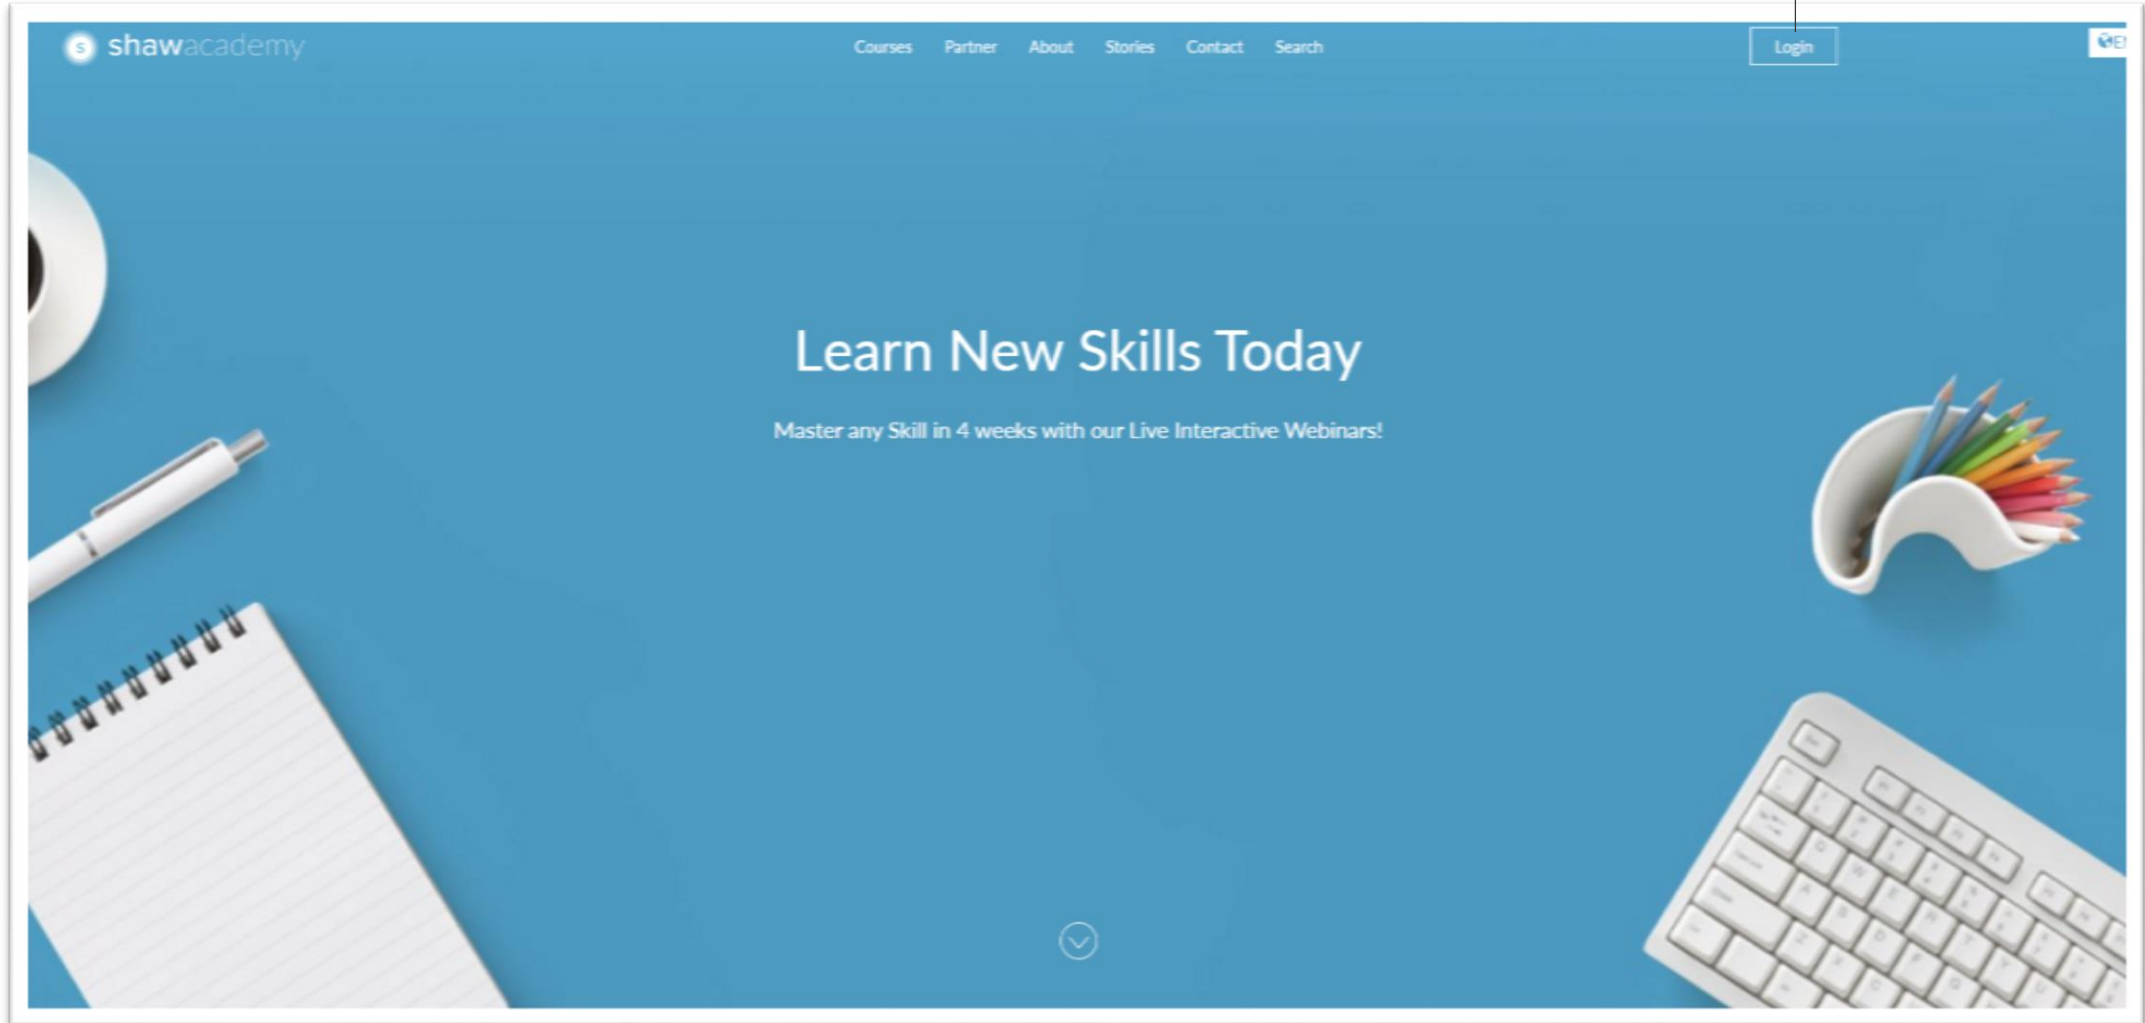 shawacademy
Courses Partner About Stories Contact Search
Login
Learn New Skills Today
Master any Skill in 4 weeks with our Live Interactive Webinars!